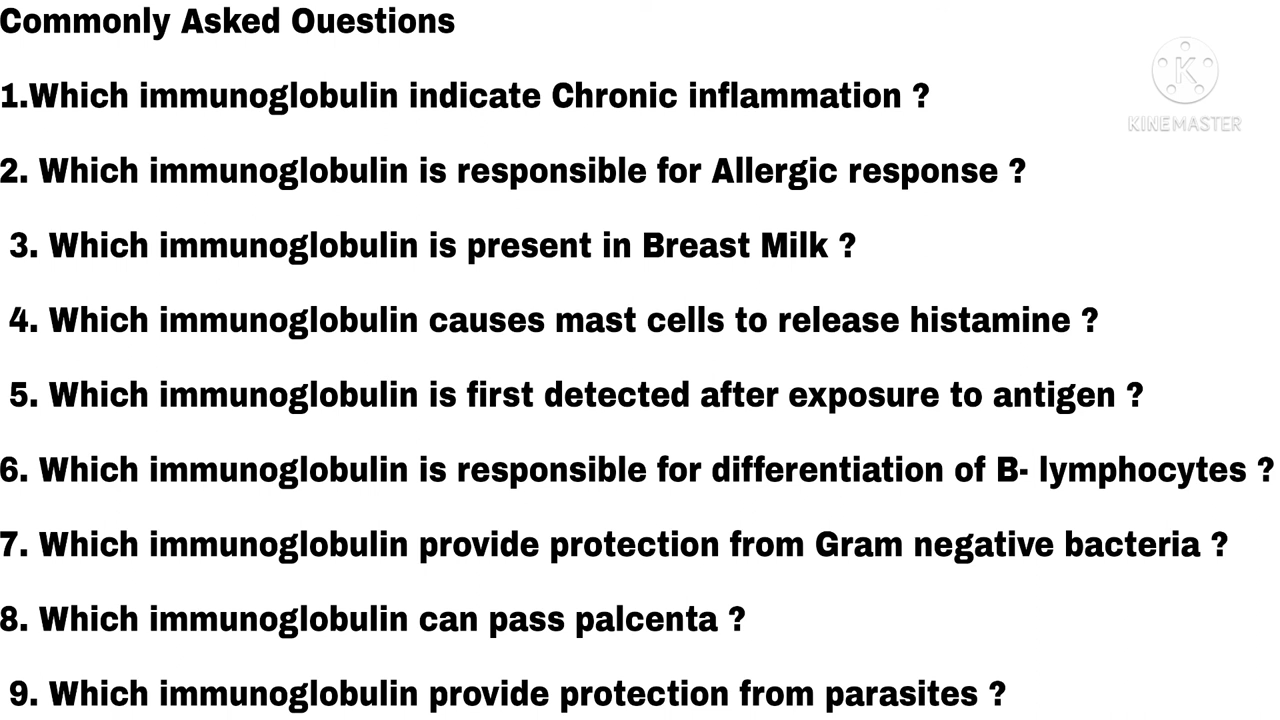 Commonly Asked Ouestions
K
KINEMASTER
1.Which immunoglobulin indicate Chronic inflammation ?
2. Which immunoglobulin is responsible for Allergic response ?
3. Which immunoglobulin is present in Breast Milk ?
4. Which immunoglobulin causes mast cells to release histamine ?
5. Which immunoglobulin is first detected after exposure to antigen ?
6. Which immunoglobulin is responsible for differentiation of B- lymphocytes ?
7. Which immunoglobulin provide protection from Gram negative bacteria ?
8. Which immunoglobulin can pass palcenta ?
9. Which immunoglobulin provide protection from parasites ?